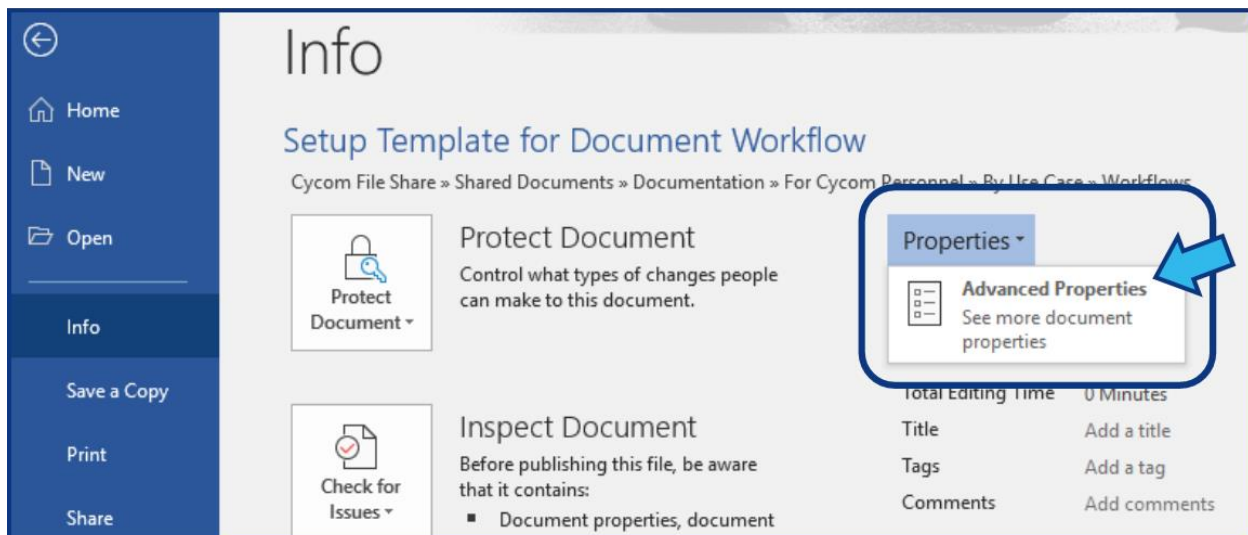 Info
Home
New
Open
Info
Save a Copy
Print
Share
Setup Template for Document Workflow
Cycom File Share » Shared Documents » Documentation » For Cycom Personnel » By Use Case » Workflows
Protect
Document
Protect Document
Control what types of changes people
can make to this document.
Check for
Issues
Inspect Document
Before publishing this file, be aware
that it contains:
▪ Document properties, document
Properties
Advanced Properties
See more document
properties
Total Editing Time 0 Minutes
Title Add a title
Tags Add a tag
Comments Add comments